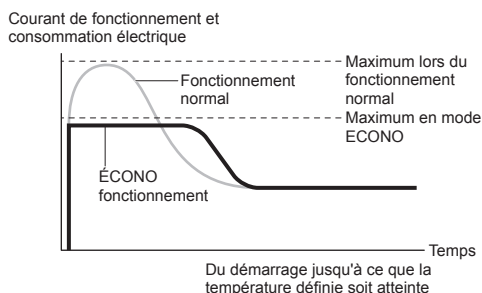 Courant de fonctionnement et
consommation électrique
Maximum lors du
fonctionnement
normal
Fonctionnement
normal
Maximum en mode
ECONO
ÉCONO
fonctionnement
Temps
Du démarrage jusqu'à ce que la
température définie soit atteinte